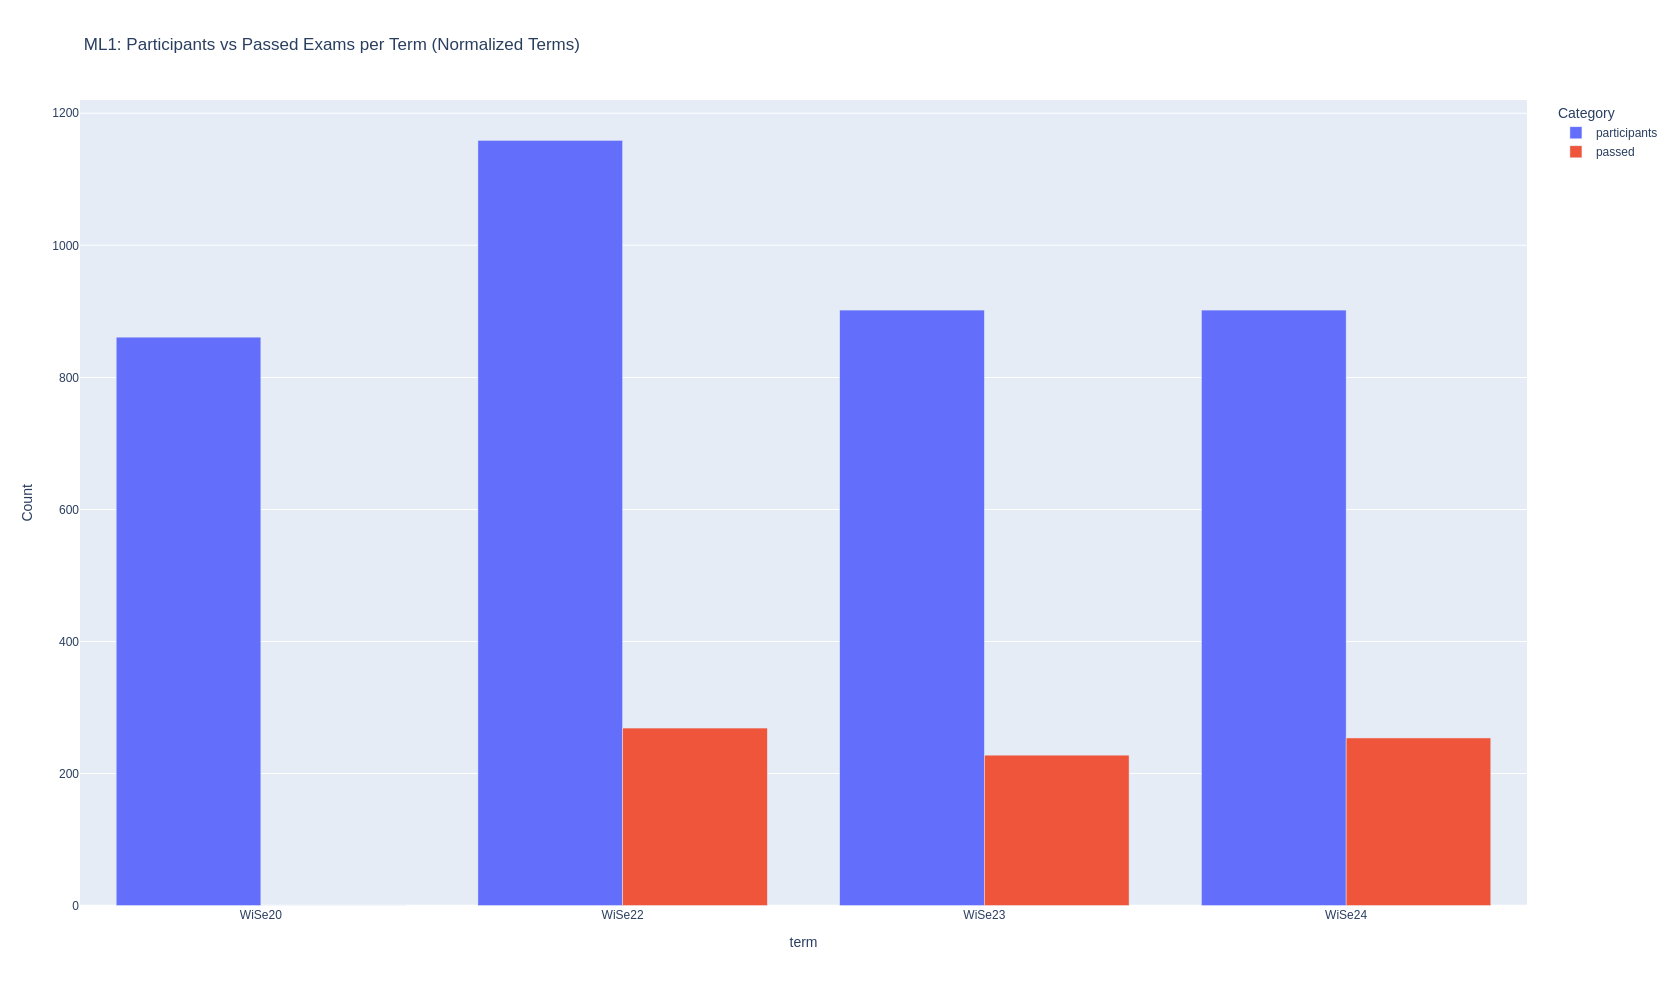 ML1: Participants vs Passed Exams per Term (Normalized Terms)
Category
participants
passed
1200
1000
800
600
400
200
0
Count
WiSe20
WiSe22
WiSe23
WiSe24
term